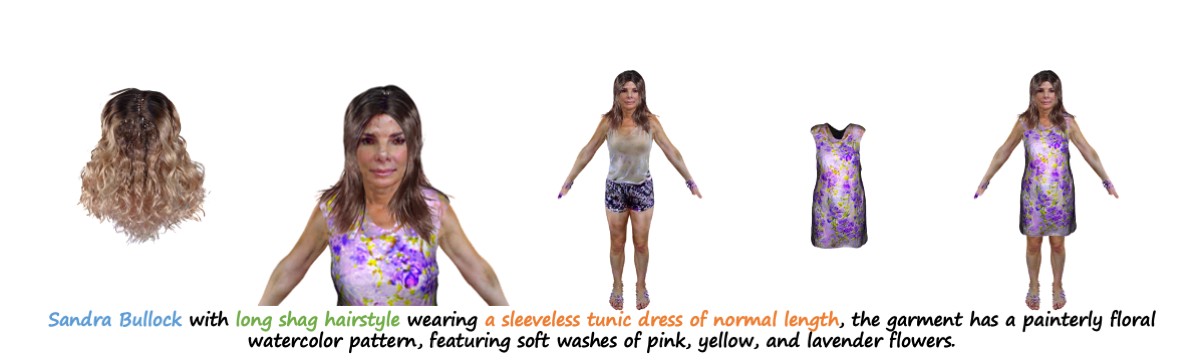 Sandra Bullock with long shag hairstyle wearing a sleeveless tunic dress of normal length, the garment has a painterly floral
watercolor pattern, featuring soft washes of pink, yellow, and lavender flowers.